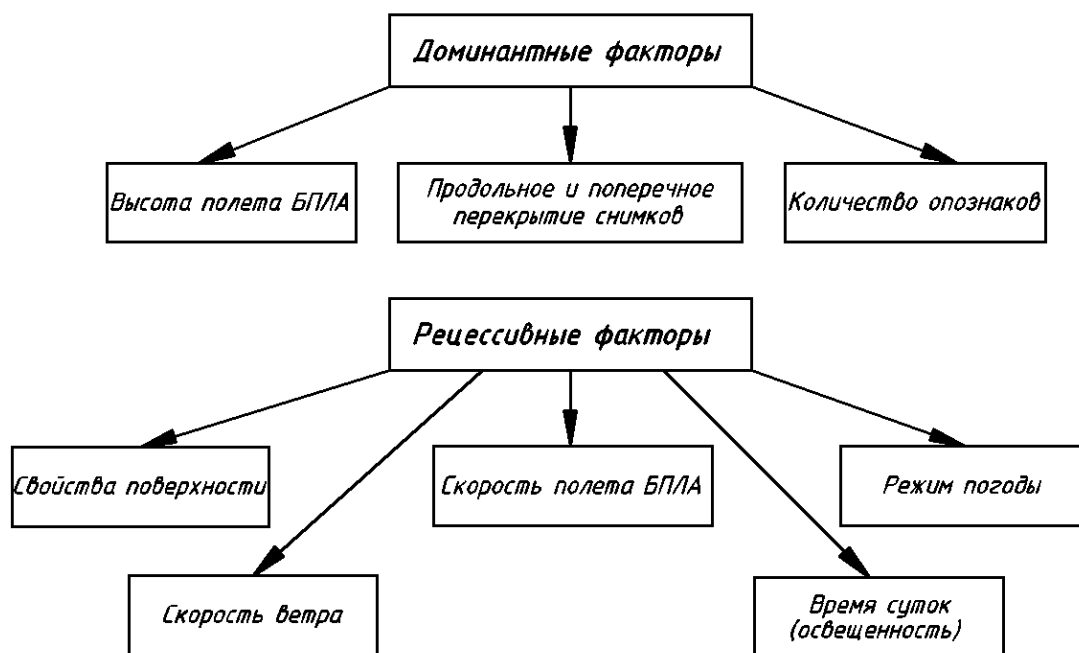 Доминантные факторы
Высота полета БПЛА
Продольное и поперечное
перекрытие снимков
Количество опознаков
Рецессивные факторы
Свойства поверхности
Скорость полета БПЛА
Режим погоды
Скорость ветра
Время суток
(освещенность)